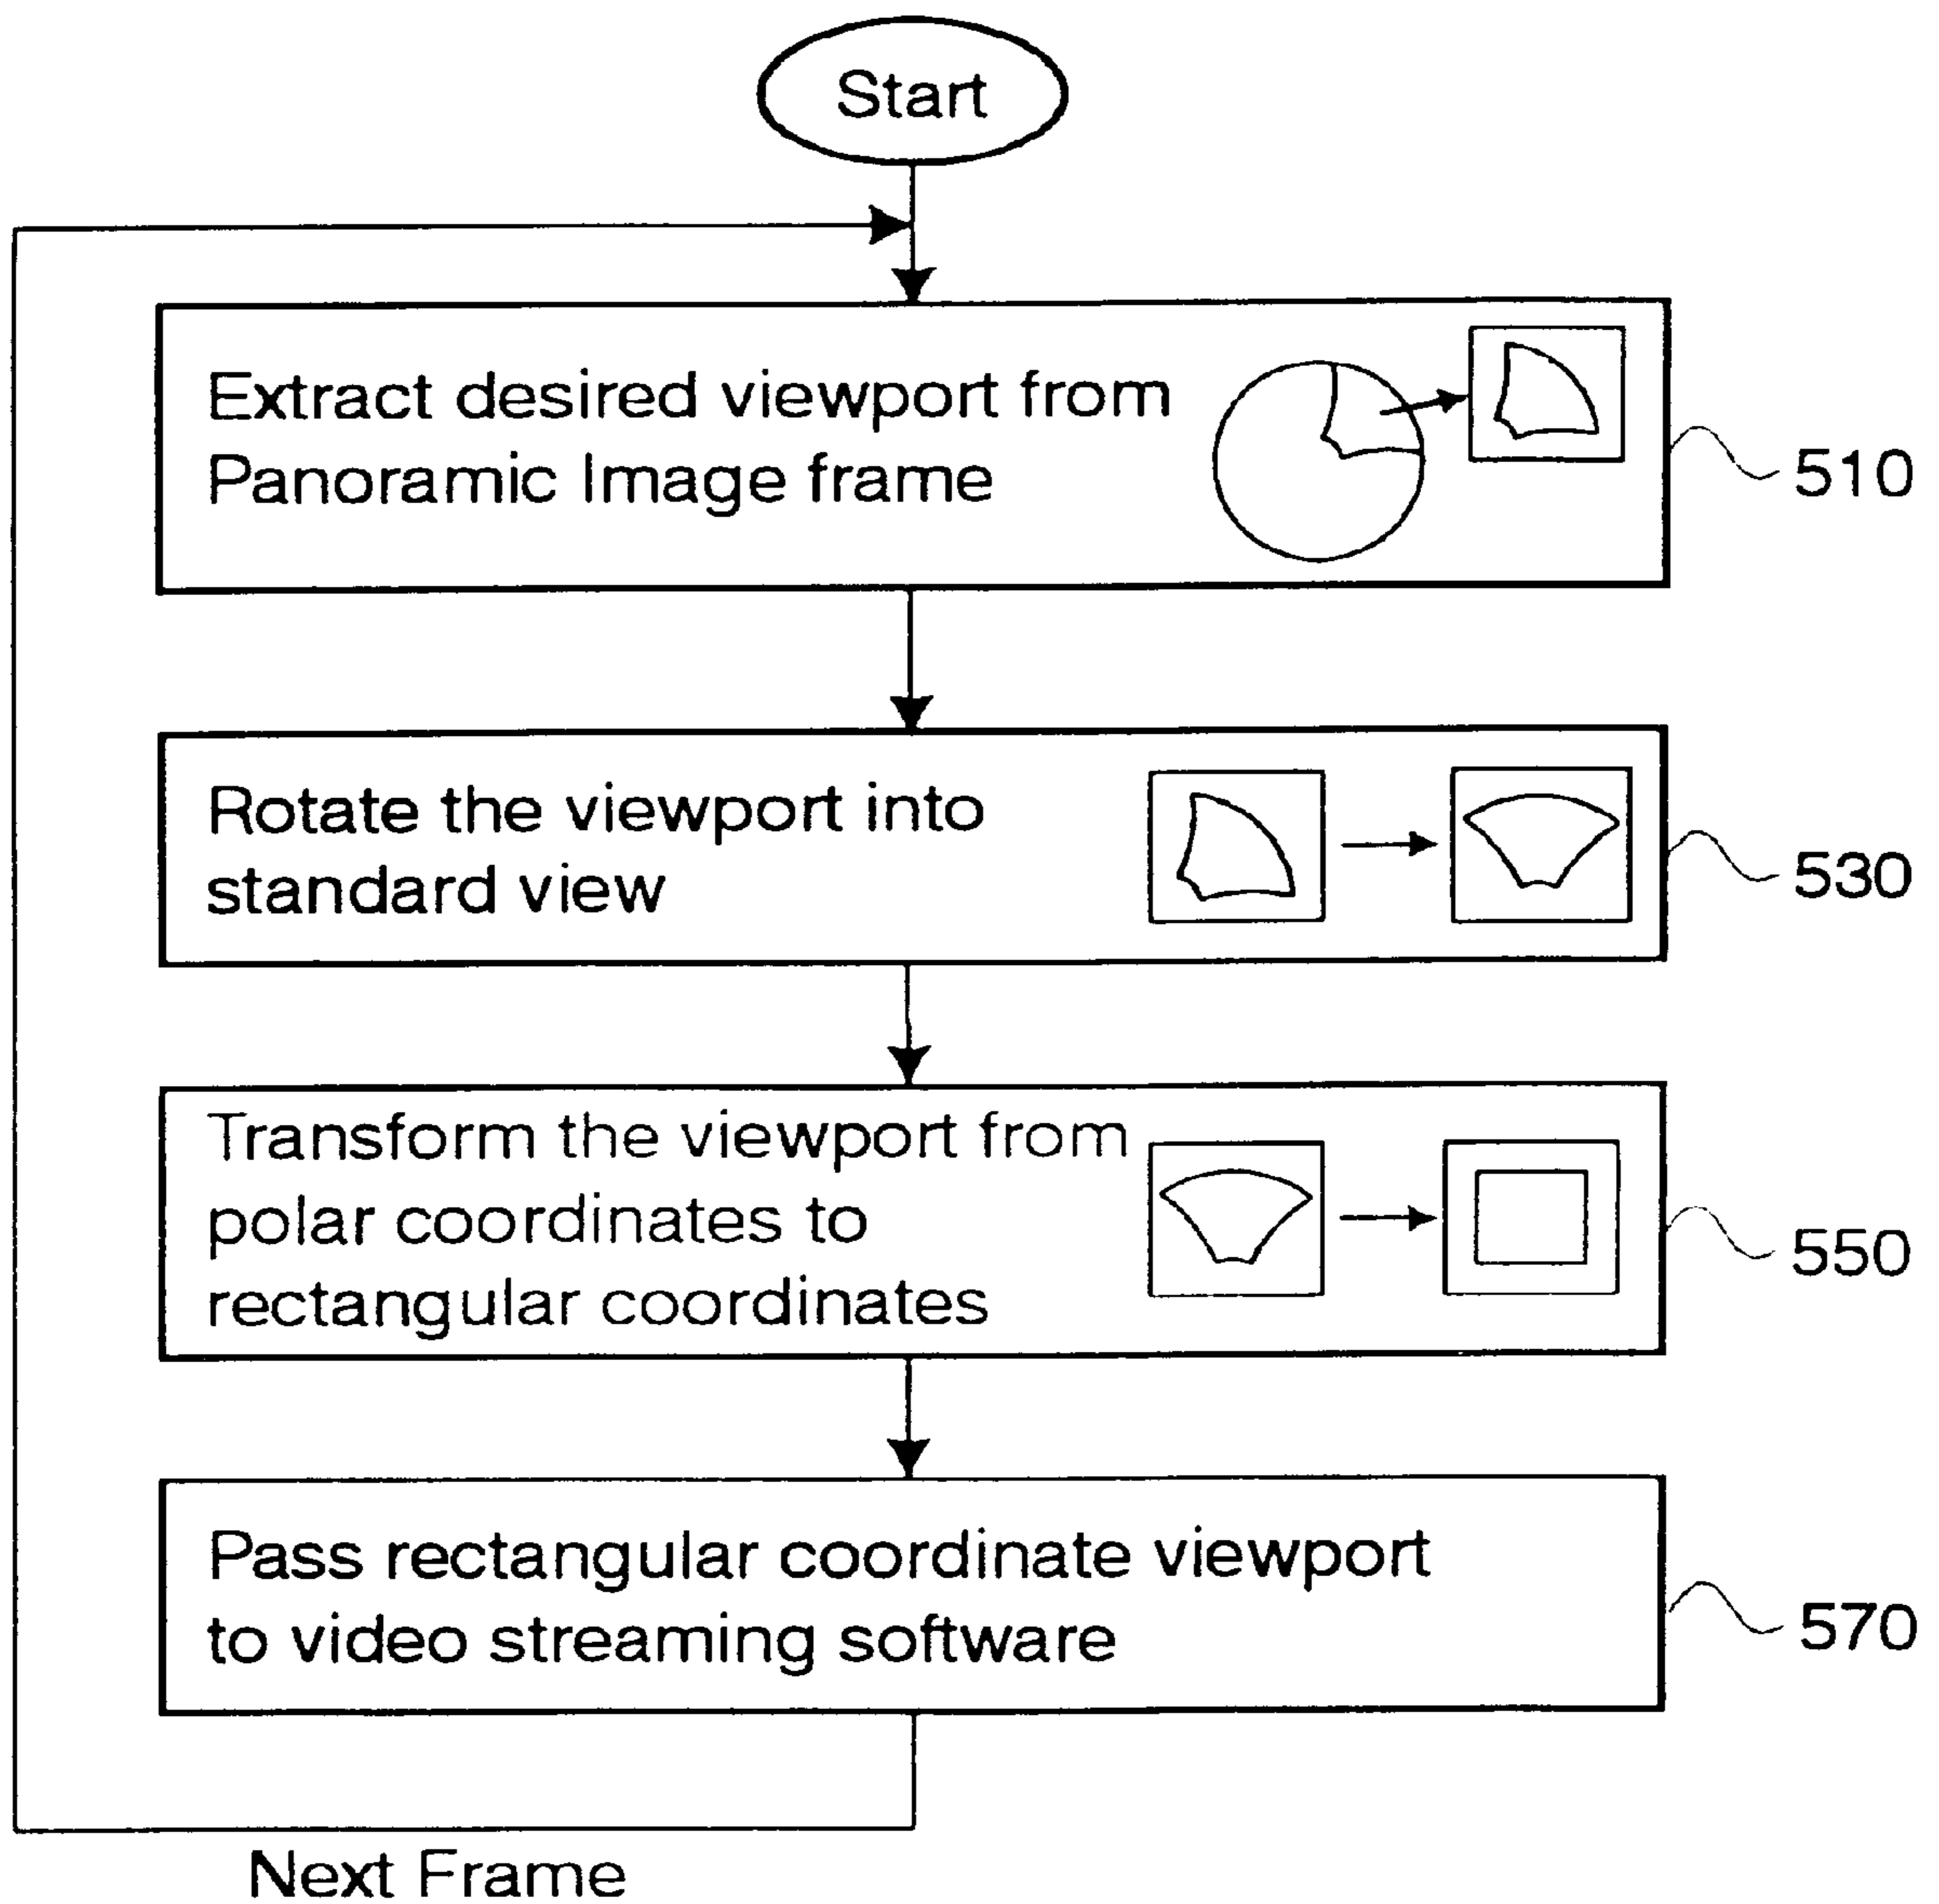 Start
Extract desired viewport from
Panoramic Image frame
510
Rotate the viewport into
standard view
530
Transform the viewport from
polar coordinates to
rectangular coordinates
550
Pass rectangular coordinate viewport
to video streaming software
570
Next Frame